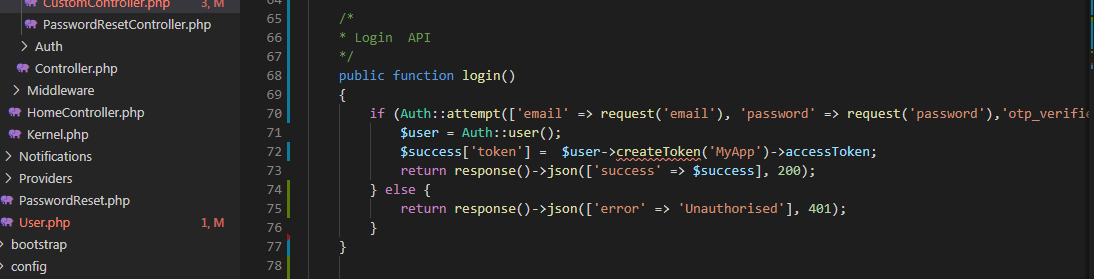 CustomController.php 3, M
PasswordResetController.php
Auth
Controller.php
Middleware
HomeController.php
Kernel.php
Notifications
Providers
PasswordReset.php
User.php 1, M
bootstrap
config
64
65 /*
66 * Login  API
67 */
68 public function login()
69 {
70 if (Auth::attempt(['email' => request('email'), 'password' => request('password'),'otp_verifie
71 $user = Auth::user();
72 $success['token'] =  $user->createToken('MyApp')->accessToken;
73 return response()->json(['success' => $success], 200);
74 } else {
75 return response()->json(['error' => 'Unauthorised'], 401);
76 }
77 }
78